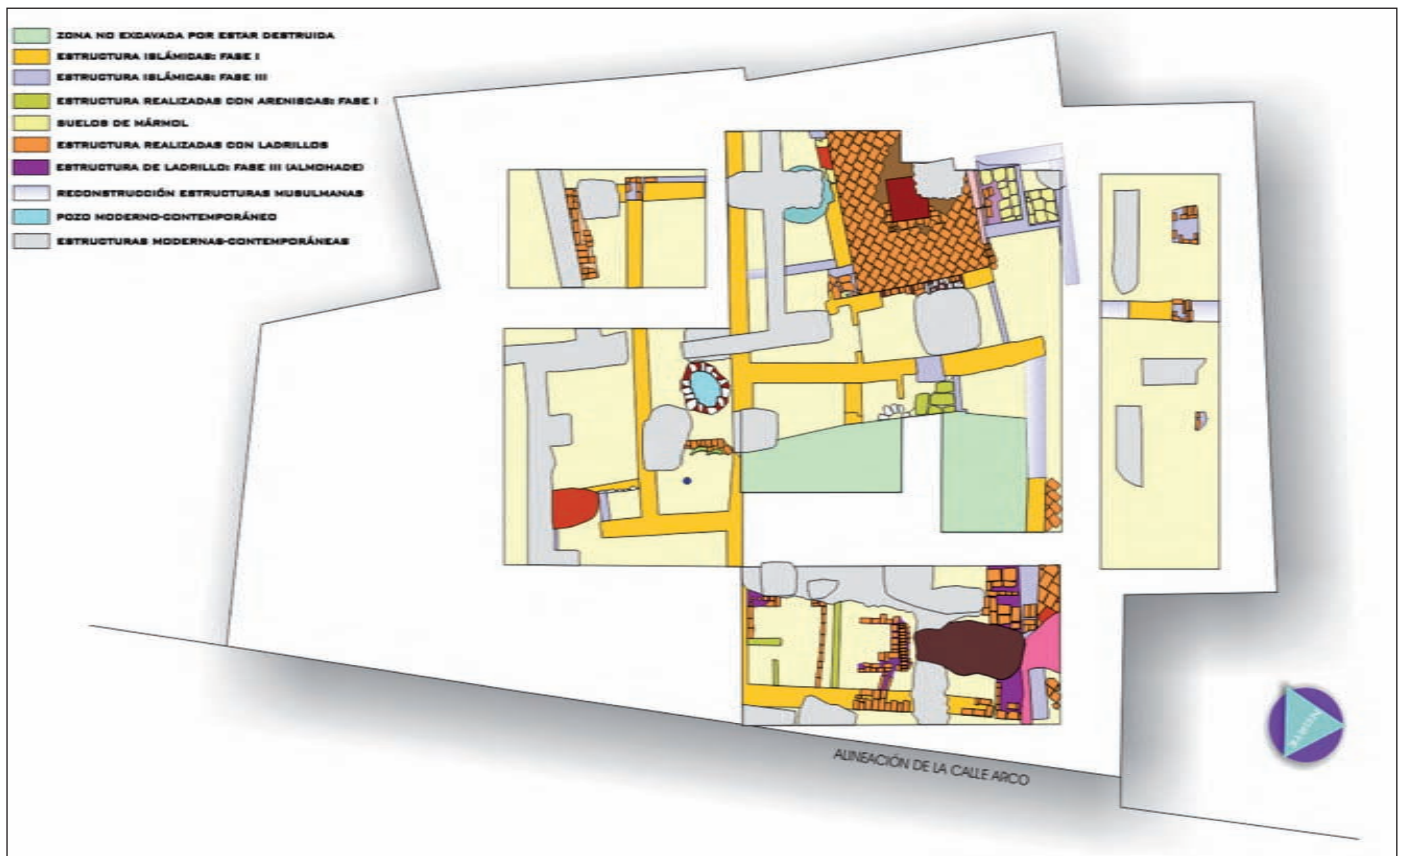 ZONA NO EXCAVADA POR ESTAR DESTRUIDA
ESTRUCTURA ISLÁMICAS: FASE I
ESTRUCTURA ISLÁMICAS: FASE III
ESTRUCTURA REALIZADAS CON ARENISCAS: FASE I
SUELOS DE MÁRMOL
ESTRUCTURA REALIZADAS CON LADRILLOS
ESTRUCTURA DE LADRILLO: FASE III (ALMOHADE)
RECONSTRUCCIÓN ESTRUCTURAS MUSULMANAS
POZO MODERNO-CONTEMPORÁNEO
ESTRUCTURAS MODERNAS-CONTEMPORÁNEAS
ALINEACIÓN DE LA CALLE ARCO